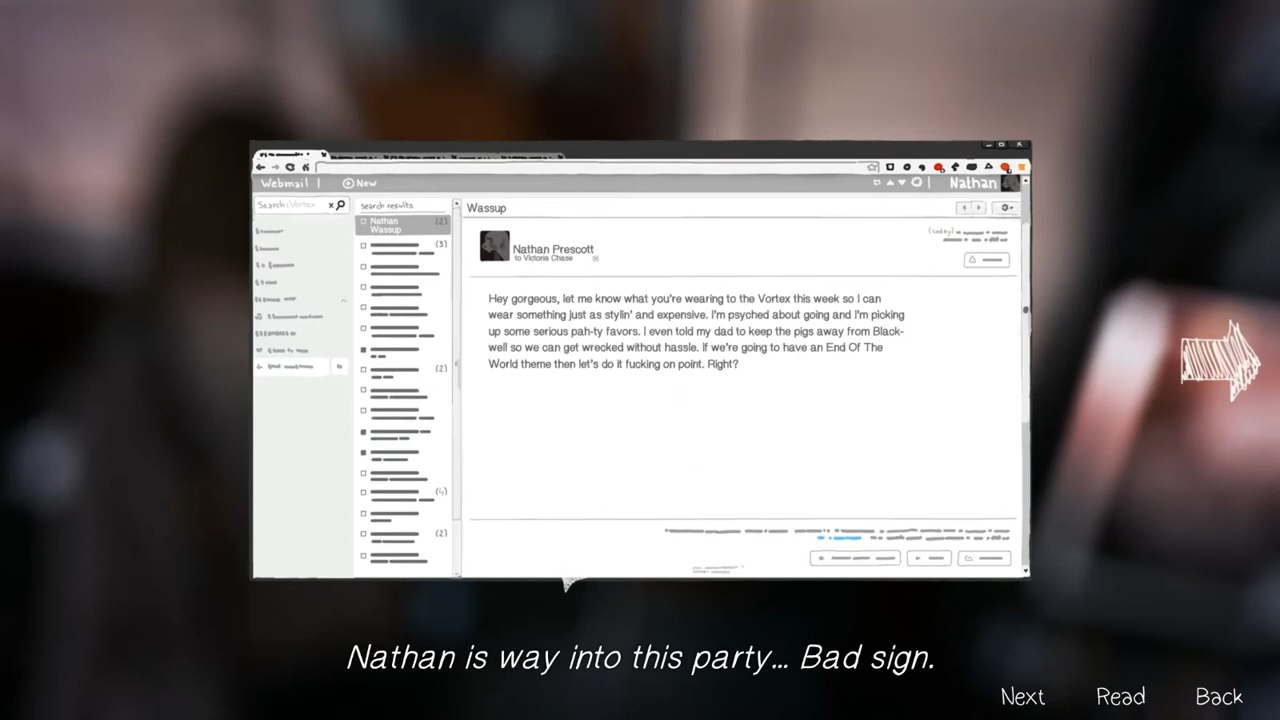 Webmail |
New
Nathan
Search: Vortex x
search results
Nathan (2)
Wassup
(3)
(2)
(4)
(2)
Wassup
(today)
Nathan Prescott
to Victoria Chase
Hey gorgeous, let me know what you're wearing to the Vortex this week so I can
wear something just as stylin' and expensive. I'm psyched about going and I'm picking
up some serious pah-ty favors. I even told my dad to keep the pigs away from Black-
well so we can get wrecked without hassle. If we're going to have an End Of The
World theme then let's do it fucking on point. Right?
Nathan is way into this party... Bad sign.
Next Read Back